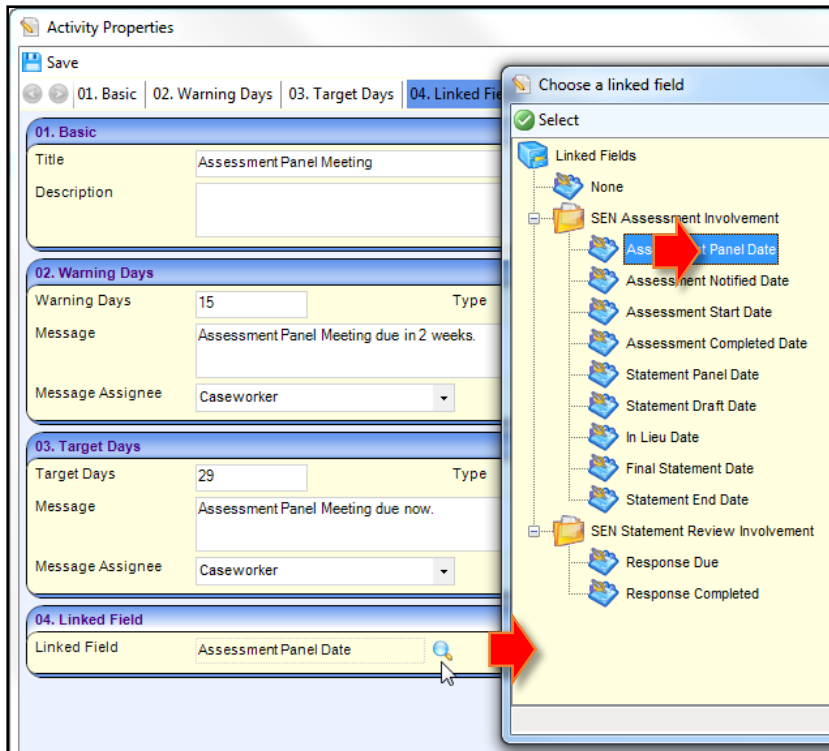 Activity Properties
Save
01. Basic
02. Warning Days
03. Target Days
04. Linked
01. Basic
Title
Assessment Panel Meeting
Description
02. Warning Days
Warning Days
15
Type
Message
Assessment Panel Meeting due in 2 weeks.
Message Assignee
Caseworker
03. Target Days
Target Days
29
Type
Message
Assessment Panel Meeting due now.
Message Assignee
Caseworker
04. Linked Field
Linked Field
Assessment Panel Date
Choose a linked field
Select
Linked Fields
None
SEN Assessment Involvement
Panel Date
Assessment Notified Date
Assessment Start Date
Assessment Completed Date
Statement Panel Date
Statement Draft Date
In Lieu Date
Final Statement Date
Statement End Date
SEN Statement Review Involvement
Response Due
Response Completed